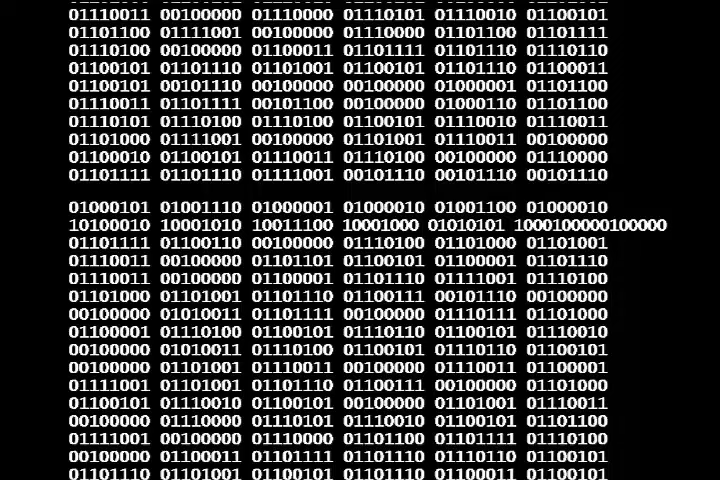 01110011 00100000 01110000 01110101 01110010 01100101
01101100 01111001 00100000 01110000 01101100 01101111
01110100 00100000 01100011 01101111 01101110 01110110
01100101 01101110 01101001 01100101 01101110 01100011
01100101 00101110 00100000 00100000 01000001 01101100
01110011 01101111 00101100 00100000 01000110 01101100
01110101 01110100 01110100 01100101 01110010 01110011
01101000 01111001 00100000 01101001 01110011 00100000
01100010 01100101 01110011 01110100 00100000 01110000
01101111 01101110 01111001 00101110 00101110 00101110
01000101 01001110 01000001 01000010 01001100 01000010
10100010 10001010 10011100 10001000 01010101 1000100000100000
01101111 01100110 00100000 01110100 01101000 01101001
01110011 00100000 01101101 01100101 01100001 01101110
01110011 00100000 01100001 01101110 01111001 01110100
01101000 01101001 01101110 01100111 00101110 00100000
00100000 01010011 01101111 00100000 01110111 01101000
01100001 01110100 01100101 01110110 01100101 01110010
00100000 01010011 01110100 01100101 01110110 01100101
00100000 01101001 01110011 00100000 01110011 01100001
01111001 01101001 01101110 01100111 00100000 01101000
01100101 01110010 01100101 00100000 01101001 01110011
00100000 01110000 01110101 01110010 01100101 01101100
01111001 00100000 01110000 01101100 01101111 01110100
00100000 01100011 01101111 01101110 01110110 01100101
01101110 01101001 01100101 01101110 01100011 01100101